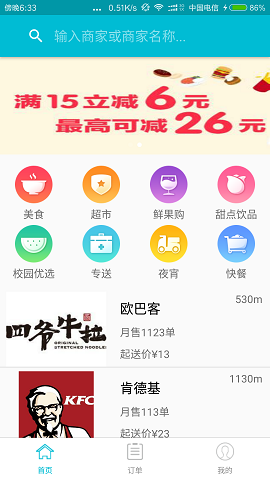 傍晚6:33 ... 0.51K/s 中国电信 86%
输入商家或商家名称...
满15立减6元
最高可减26元
美食 超市 鲜果购 甜点饮品
校园优选 专送 夜宵 快餐
四爷牛拉
ORIGINAL
STRETCHED NOODLES
欧巴客 530m
月售1123单
起送价¥13
KFC
肯德基 1130m
月售1109单
起送价¥13
首页 订单 我的